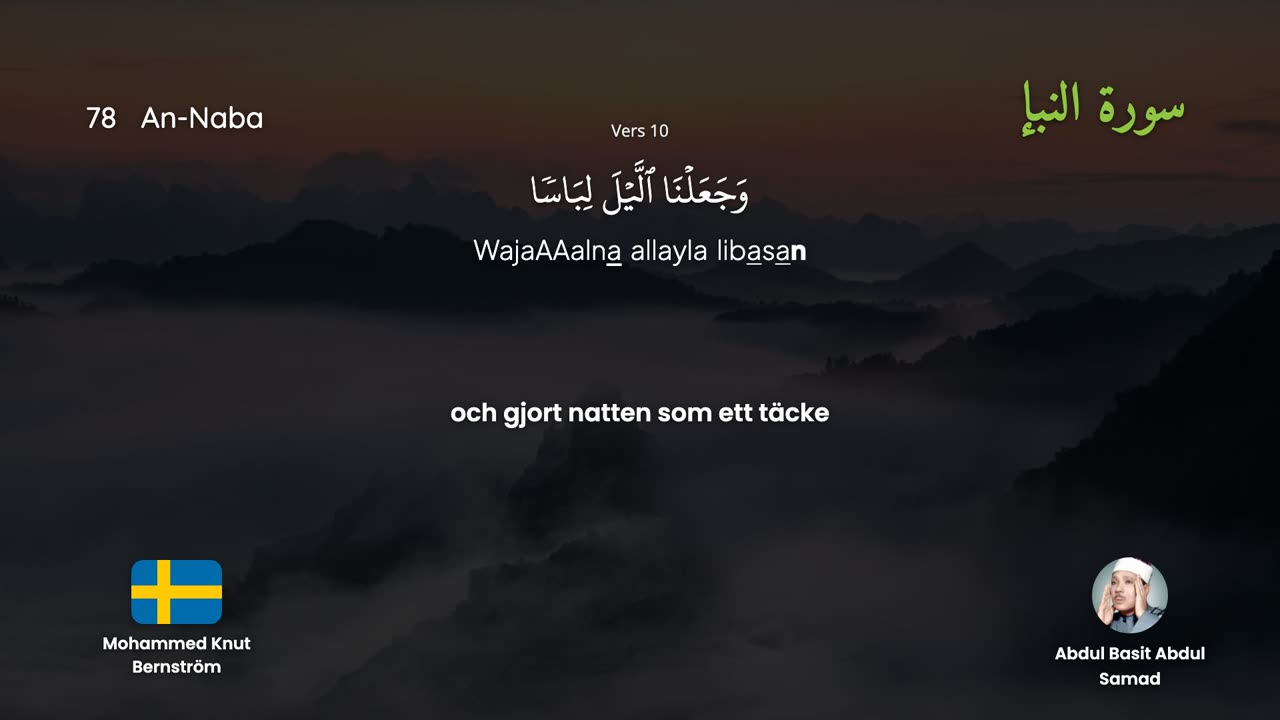 78 An-Naba
سورة النبإ
Vers 10
وَجَعَلْنَا ٱلَّيْلَ لِبَاسًا
WajaAAalna allayla libasan
och gjort natten som ett täcke
Mohammed Knut
Bernström
Abdul Basit Abdul
Samad